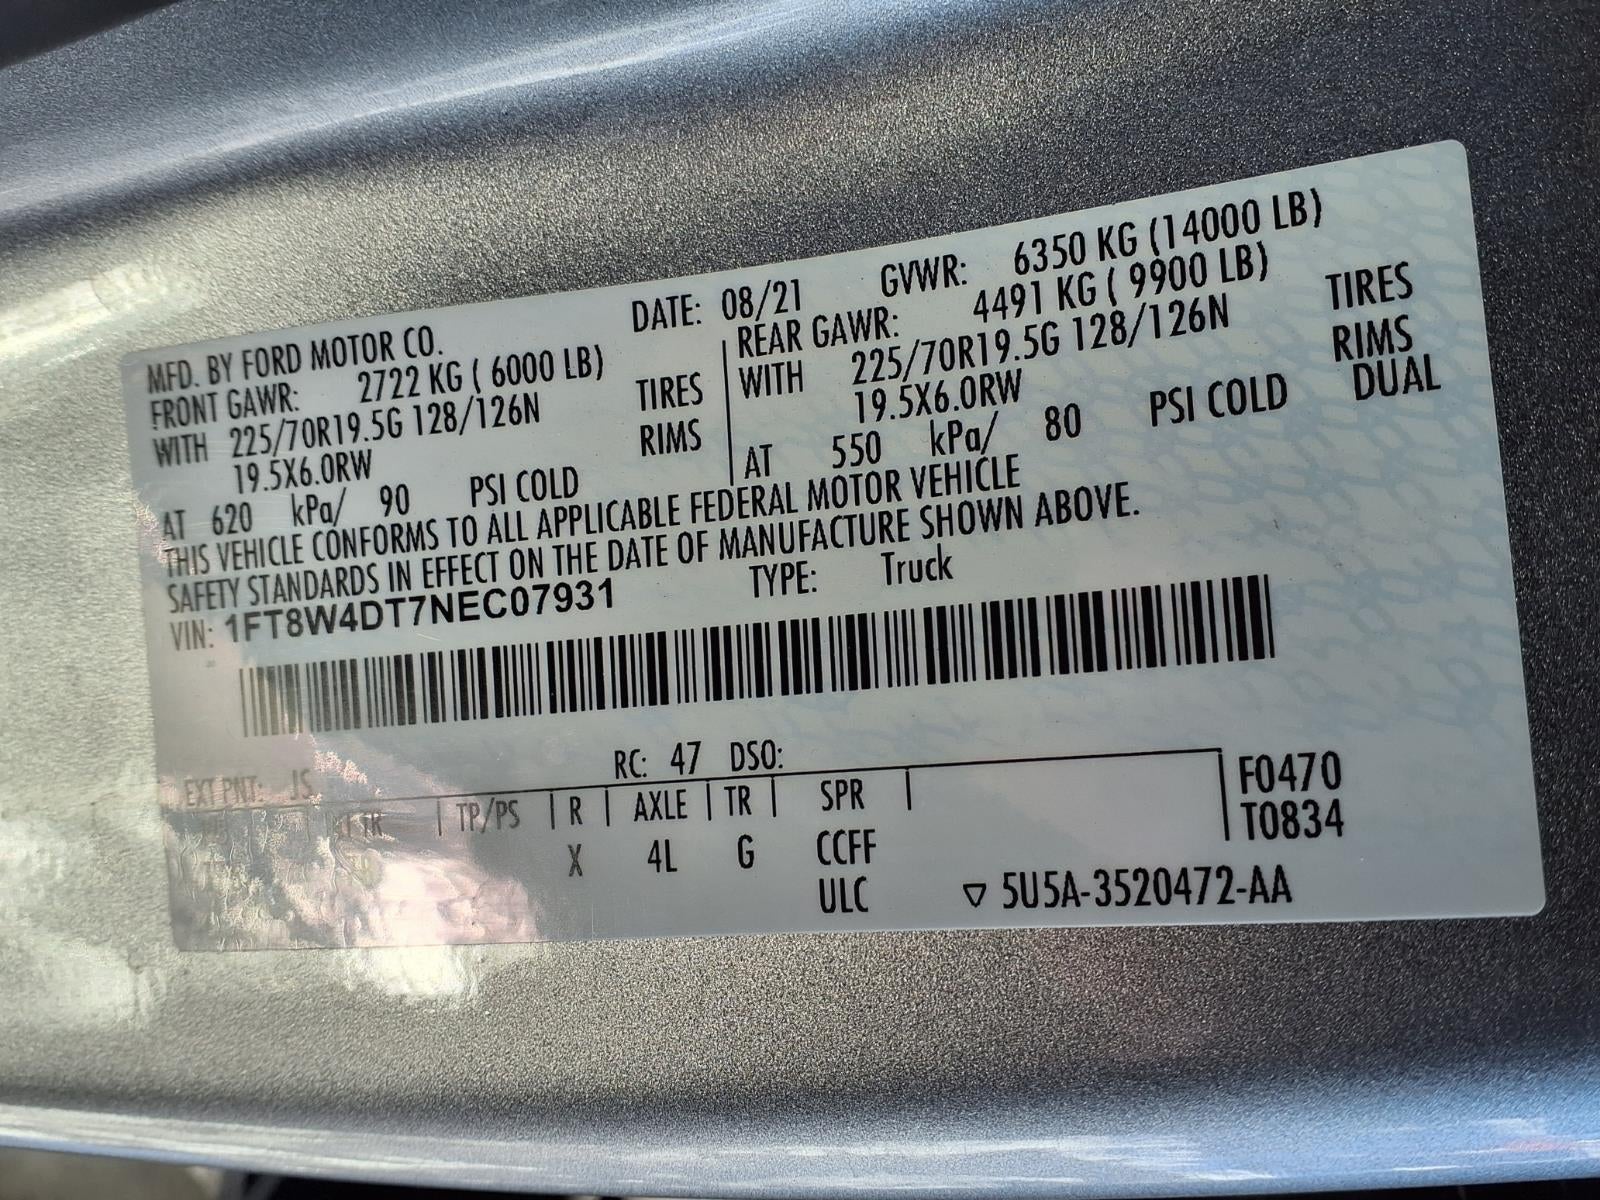 MFD. BY FORD MOTOR CO.
DATE: 08/21
GVWR: 6350 KG (14000 LB)
FRONT GAWR: 2722 KG ( 6000 LB)
WITH 225/70R19.5G 128/126N TIRES
19.5X6.0RW RIMS
AT 620 kPa/ 90 PSI COLD
REAR GAWR: 4491 KG ( 9900 LB)
WITH 225/70R19.5G 128/126N TIRES
19.5X6.0RW RIMS
AT 550 kPa/ 80 PSI COLD DUAL
THIS VEHICLE CONFORMS TO ALL APPLICABLE FEDERAL MOTOR VEHICLE
SAFETY STANDARDS IN EFFECT ON THE DATE OF MANUFACTURE SHOWN ABOVE.
VIN: 1FT8W4DT7NEC07931 TYPE: Truck
EXT PNT: JS RC: 47 DSO:
TR TP/PS R AXLE TR SPR
X 4L G CCFF
ULC
F0470
T0834
▽ 5U5A-3520472-AA